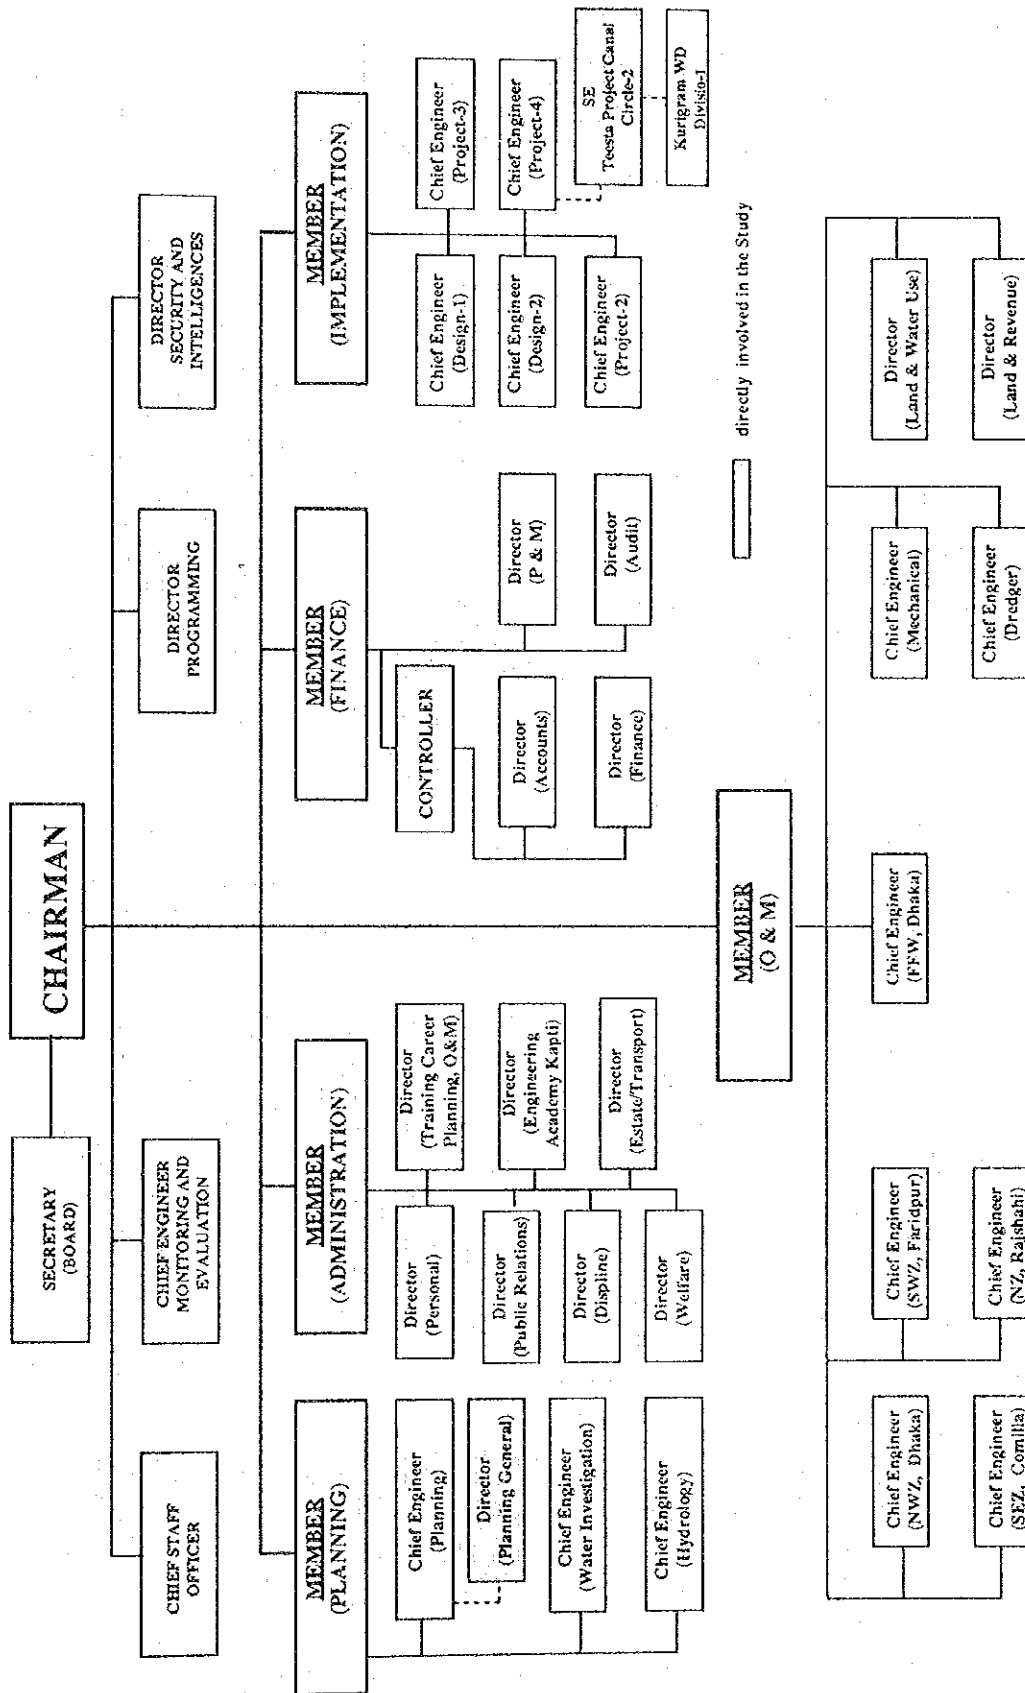 SECRETARY
(BOARD)
CHAIRMAN
CHIEF STAFF
OFFICER
CHIEF ENGINEER
MONITORING AND
EVALUATION
DIRECTOR
PROGRAMMING
DIRECTOR
SECURITY AND
INTELLIGENCES
MEMBER
(PLANNING)
Chief Engineer
(Planning)
Director
(Planning General)
Chief Engineer
(Water Investigation)
Chief Engineer
(Hydrology)
MEMBER
(ADMINISTRATION)
Director
(Personal)
Director
(Training Career
Planning, O&M)
Director
(Public Relations)
Director
(Engineering
Academy Kapti)
Director
(Displine)
Director
(Estate/Transport)
Director
(Welfare)
MEMBER
(FINANCE)
CONTROLLER
Director
(Accounts)
Director
(P & M)
Director
(Finance)
Director
(Audit)
MEMBER
(IMPLEMENTATION)
Chief Engineer
(Design-1)
Chief Engineer
(Project-3)
Chief Engineer
(Design-2)
Chief Engineer
(Project-4)
Chief Engineer
(Project-2)
SE
Teesta Project Canal
Circle-2
Kurigram WD
Divisio-1
directly involved in the Study
MEMBER
(O & M)
Chief Engineer
(NWZ, Dhaka)
Chief Engineer
(SWZ, Faridpur)
Chief Engineer
(FFW, Dhaka)
Chief Engineer
(Mechanical)
Director
(Land & Water Use)
Chief Engineer
(SEZ, Comilla)
Chief Engineer
(NZ, Rajshahi)
Chief Engineer
(Dredger)
Director
(Land & Revenue)